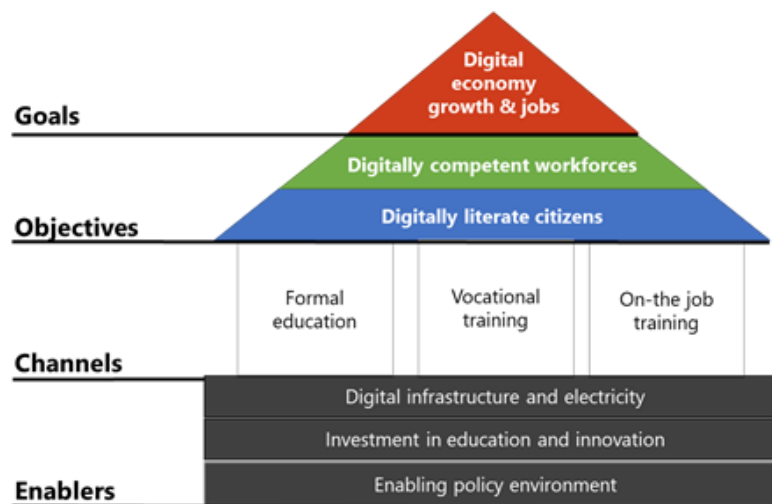 Digital
economy
growth & jobs
Goals
Digitally competent workforces
Digitally literate citizens
Objectives
Formal
education
Vocational
training
On-the job
training
Channels
Digital infrastructure and electricity
Investment in education and innovation
Enabling policy environment
Enablers